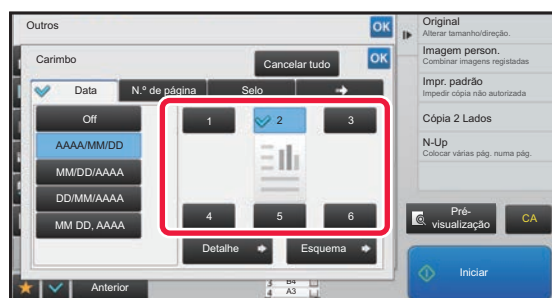 Outros
OK
Carimbo
Cancelar tudo
OK
Data
N.º de página
Selo
Off
AAAA/MM/DD
MM/DD/AAAA
DD/MM/AAAA
MM DD, AAAA
1
2
3
4
5
6
Detalhe
Esquema
Anterior
3 B4
4 A3
Original
Alterar tamanho/direção.
Imagem person.
Combinar imagens registadas
Impr. padrão
Impedir cópia não autorizada
Cópia 2 Lados
N-Up
Colocar várias pág. numa pág.
Pré-
visualização
CA
Iniciar